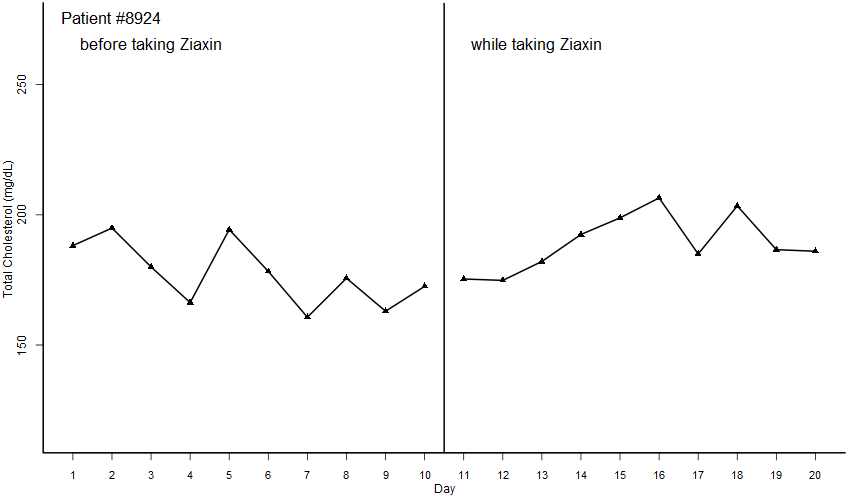 Patient #8924
before taking Ziaxin
while taking Ziaxin
Total Cholesterol (mg/dL)
250
200
150
1 2 3 4 5 6 7 8 9 10 11 12 13 14 15 16 17 18 19 20
Day